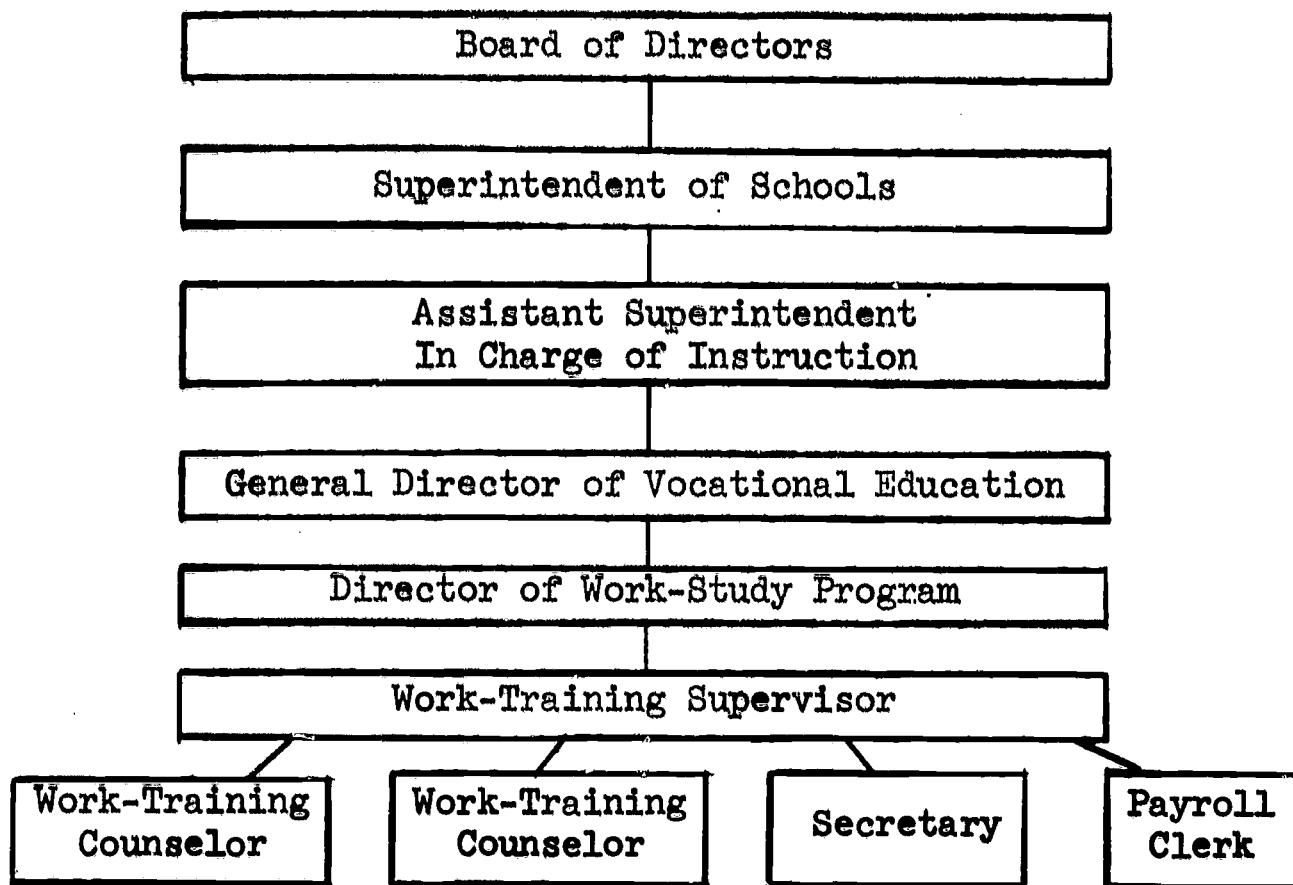 Board of Directors
Superintendent of Schools
Assistant Superintendent
In Charge of Instruction
General Director of Vocational Education
Director of Work-Study Program
Work-Training Supervisor
Work-Training
Counselor
Work-Training
Counselor
Secretary
Payroll
Clerk